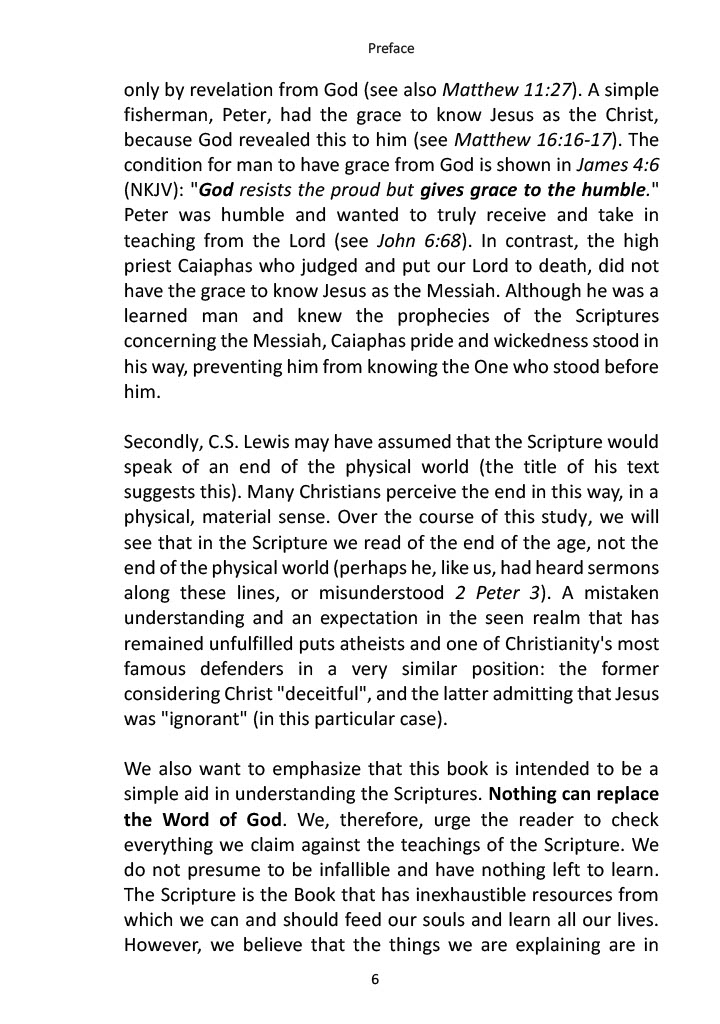 Preface
only by revelation from God (see also Matthew 11:27). A simple
fisherman, Peter, had the grace to know Jesus as the Christ,
because God revealed this to him (see Matthew 16:16-17). The
condition for man to have grace from God is shown in James 4:6
(NKJV): "God resists the proud but gives grace to the humble."
Peter was humble and wanted to truly receive and take in
teaching from the Lord (see John 6:68). In contrast, the high
priest Caiaphas who judged and put our Lord to death, did not
have the grace to know Jesus as the Messiah. Although he was a
learned man and knew the prophecies of the Scriptures
concerning the Messiah, Caiaphas pride and wickedness stood in
his way, preventing him from knowing the One who stood before
him.
Secondly, C.S. Lewis may have assumed that the Scripture would
speak of an end of the physical world (the title of his text
suggests this). Many Christians perceive the end in this way, in a
physical, material sense. Over the course of this study, we will
see that in the Scripture we read of the end of the age, not the
end of the physical world (perhaps he, like us, had heard sermons
along these lines, or misunderstood 2 Peter 3). A mistaken
understanding and an expectation in the seen realm that has
remained unfulfilled puts atheists and one of Christianity's most
famous defenders in a very similar position: the former
considering Christ "deceitful", and the latter admitting that Jesus
was "ignorant" (in this particular case).
We also want to emphasize that this book is intended to be a
simple aid in understanding the Scriptures. Nothing can replace
the Word of God. We, therefore, urge the reader to check
everything we claim against the teachings of the Scripture. We
do not presume to be infallible and have nothing left to learn.
The Scripture is the Book that has inexhaustible resources from
which we can and should feed our souls and learn all our lives.
However, we believe that the things we are explaining are in
6